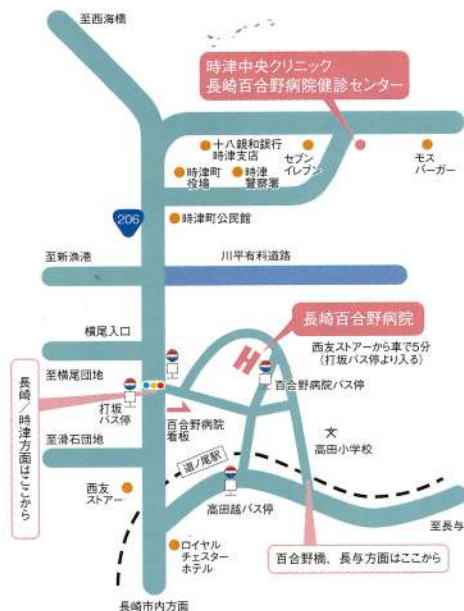 至西海橋
時津中央クリニック
長崎百合野病院健診センター
十八親和銀行
時津支店
セブン
イレブン
モス
バーガー
時津町
役場
時津
警察署
206
時津町公民館
至新漁港
川平有料道路
長崎百合野病院
横尾入口
西友ストアーから車で5分
(打坂バス停より入る)
至横尾団地
百合野病院バス停
打坂
バス停
百合野病院
看板
長崎/時津方面はここから
高田小学校
至滑石団地
道ノ尾駅
西友
ストアー
高田越バス停
至長与
百合野橋、長与方面はここから
ロイヤル
チェスター
ホテル
長崎市内方面